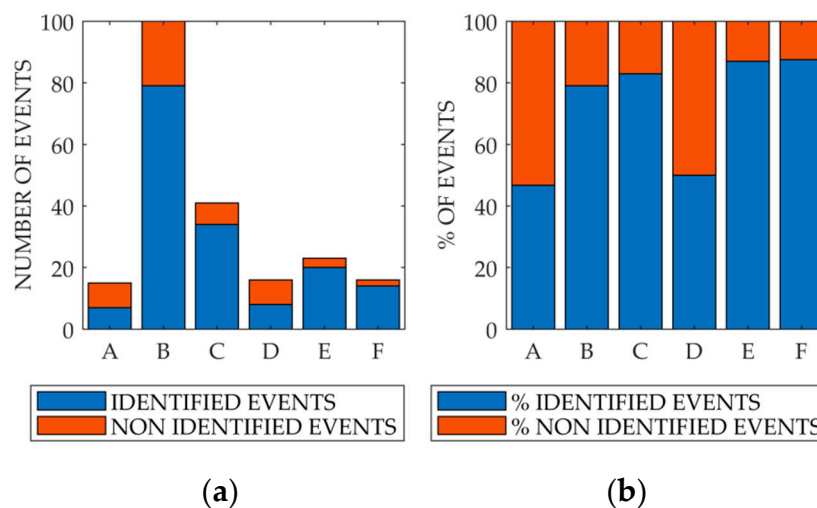 NUMBER OF EVENTS
100
80
60
40
20
0
A B C D E F
IDENTIFIED EVENTS
NON IDENTIFIED EVENTS
(a)
% OF EVENTS
100
80
60
40
20
0
A B C D E F
% IDENTIFIED EVENTS
% NON IDENTIFIED EVENTS
(b)